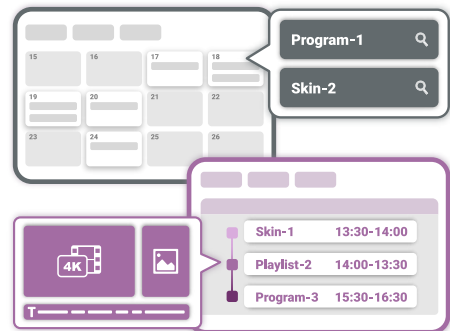 Program-1
15 16 17 18
Skin-2
19 20 21 22
23 24 25 26
Skin-1 13:30-14:00
4K
Playlist-2 14:00-13:30
Program-3 15:30-16:30
T